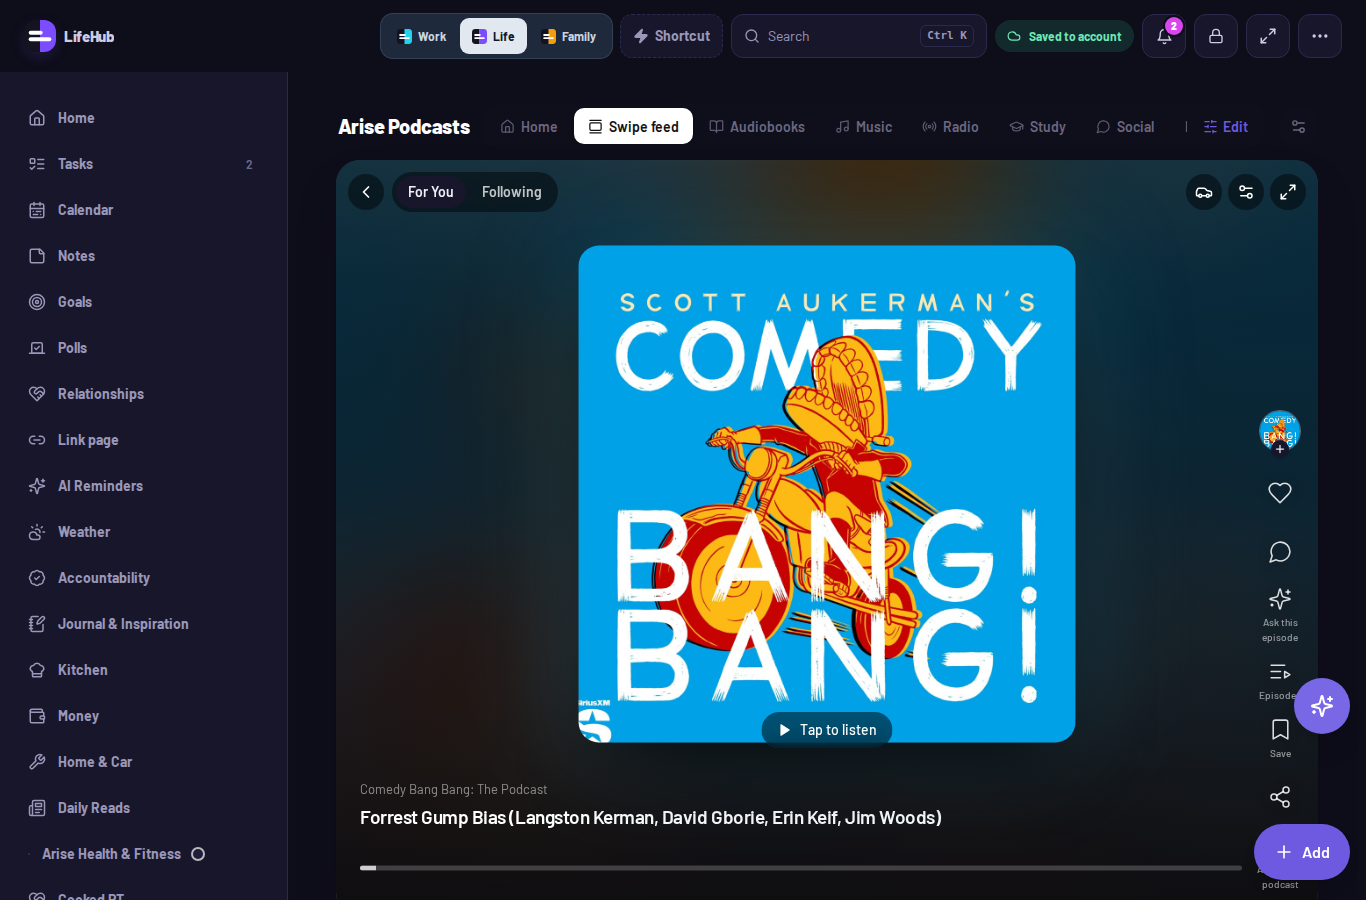 LifeHub
Work
Life
Family
Shortcut
Search
Ctrl K
Saved to account
2
Home
Tasks
2
Calendar
Notes
Goals
Polls
Relationships
Link page
AI Reminders
Weather
Accountability
Journal & Inspiration
Kitchen
Money
Home & Car
Daily Reads
Arise Health & Fitness
Arise Podcasts
Home
Swipe feed
Audiobooks
Music
Radio
Study
Social
Edit
For You
Following
SCOTT AUKERMAN'S
COMEDY
BANG!
BANG!
SiriusXM
Tap to listen
COMEDY
BANG!
Ask this
episode
Save
podcast
Comedy Bang Bang: The Podcast
Forrest Gump Bias (Langston Kerman, David Gborie, Erin Keif, Jim Woods)
Add